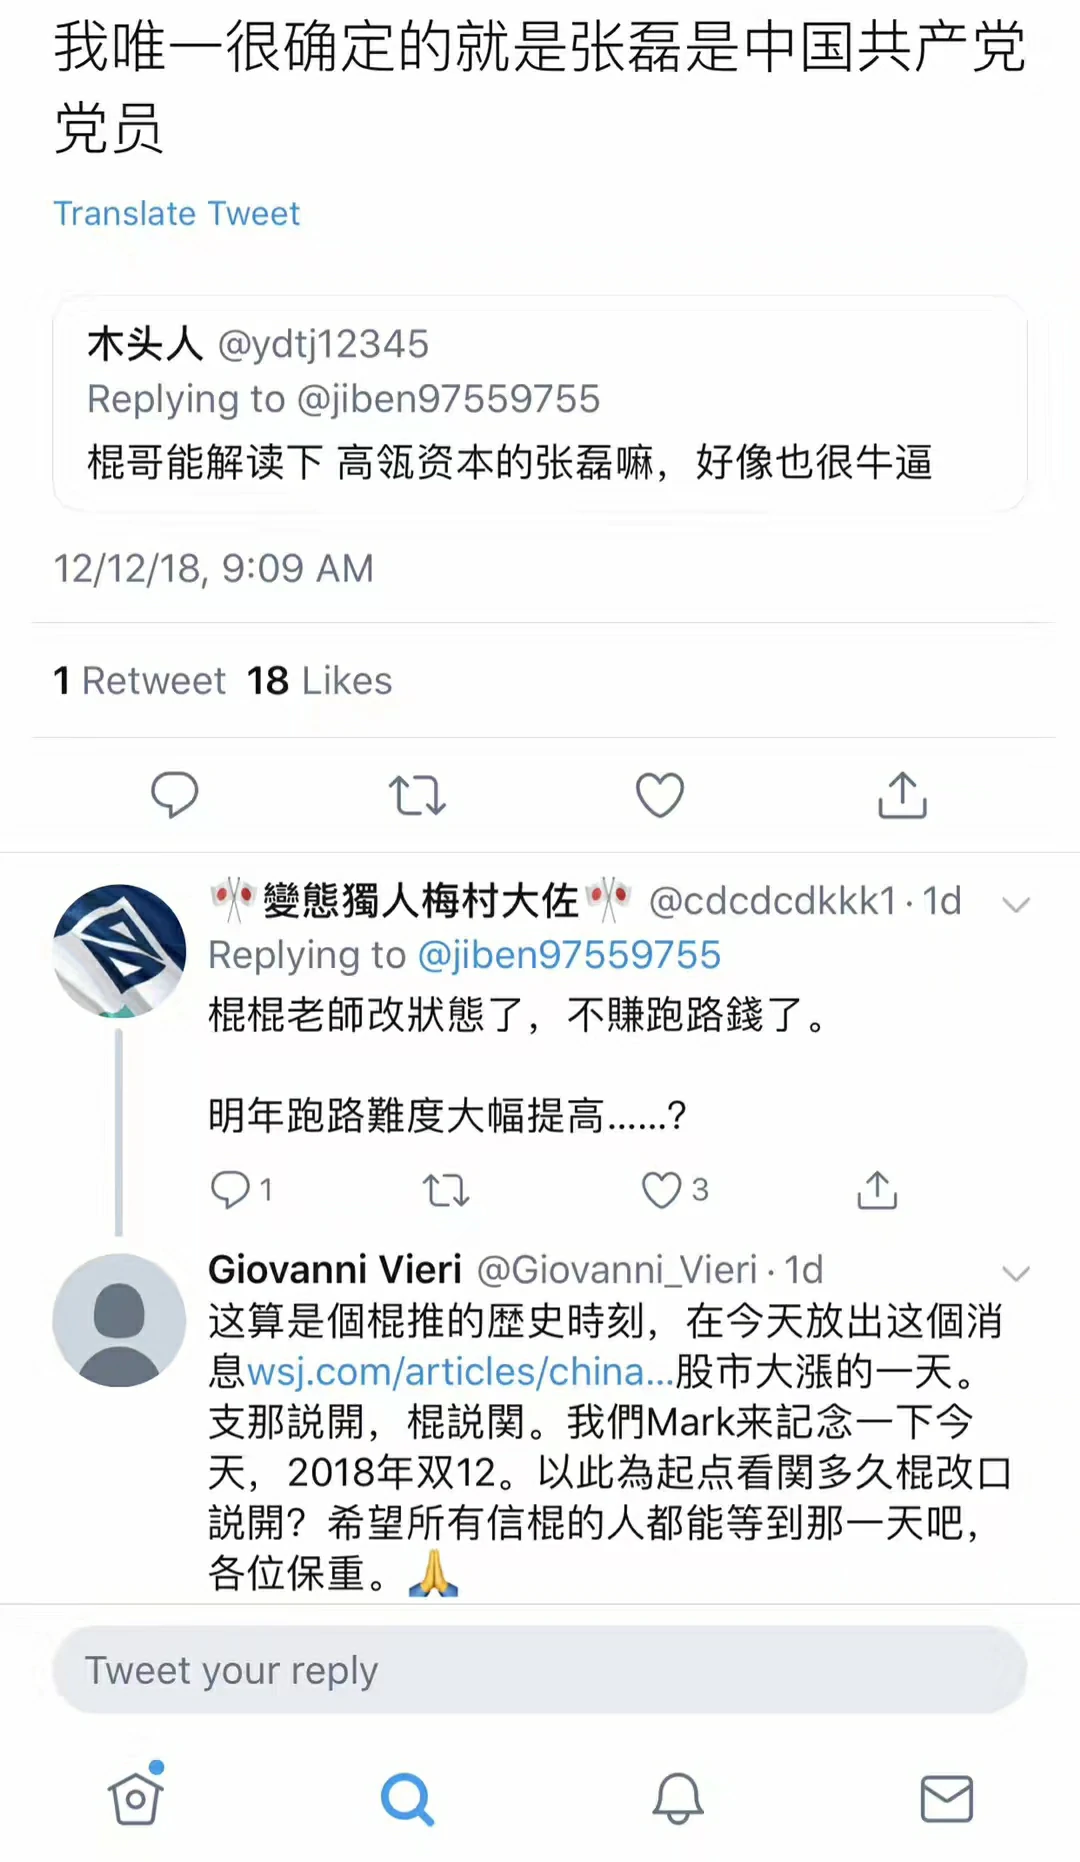 我唯一很确定的就是张磊是中国共产党
党员
Translate Tweet
木头人 @ydtj12345
Replying to @jiben97559755
棍哥能解读下 高瓴资本的张磊嘛，好像也很牛逼
12/12/18, 9:09 AM
1 Retweet 18 Likes
🎌變態獨人梅村大佐🎌 @cdcdcdkkk1 · 1d
Replying to @jiben97559755
棍棍老師改狀態了，不賺跑路錢了。
明年跑路難度大幅提高......?
1
3
Giovanni Vieri @Giovanni_Vieri · 1d
这算是個棍推的歴史時刻，在今天放出这個消
息wsj.com/articles/china...股市大漲的一天。
支那説開，棍説関。我們Mark来記念一下今
天，2018年双12。以此為起点看関多久棍改口
説開？希望所有信棍的人都能等到那一天吧，
各位保重。🙏
Tweet your reply